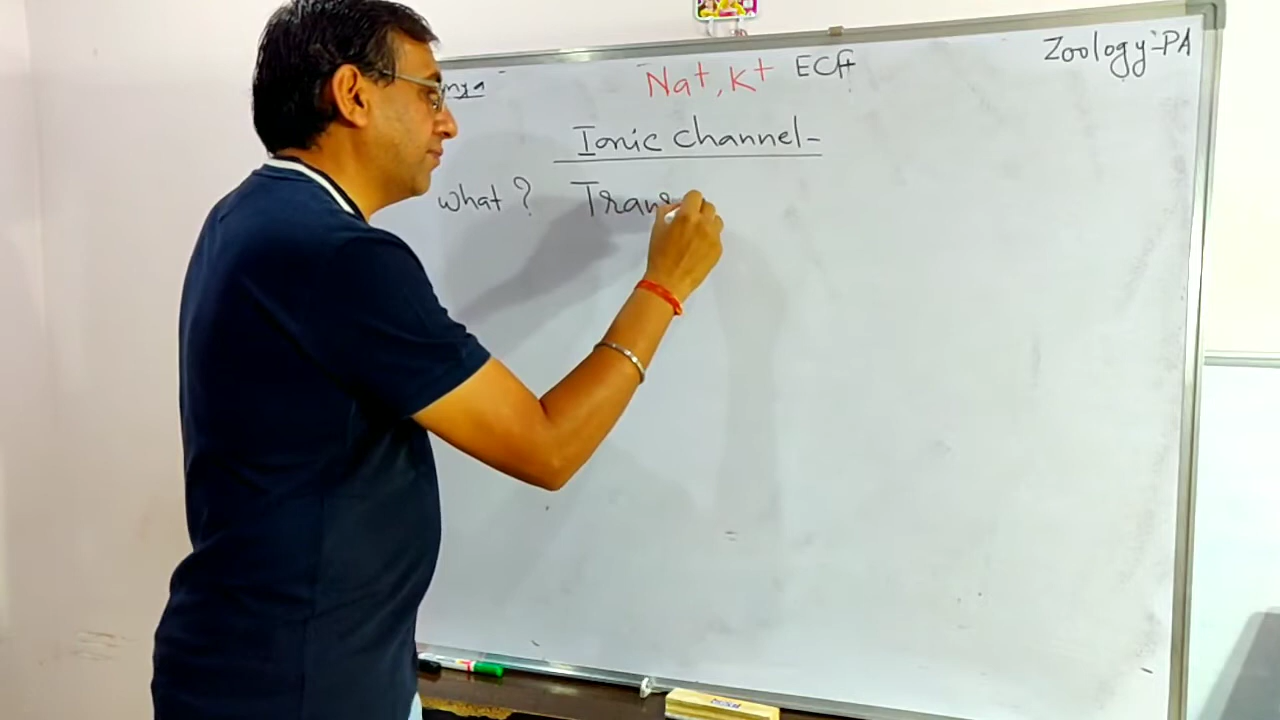 Na⁺, K⁺ ECF
Zoology-PA
Ionic channel-
what? Trans